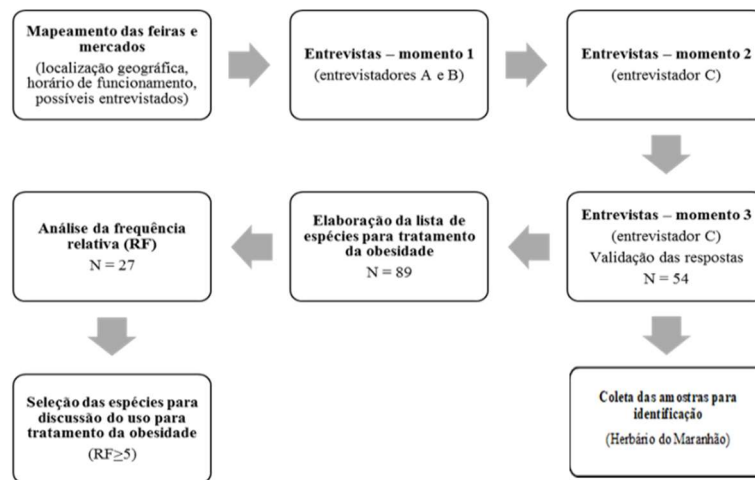 Mapeamento das feiras e
mercados
(localização geográfica,
horário de funcionamento,
possíveis entrevistados)
Entrevistas – momento 1
(entrevistadores A e B)
Entrevistas – momento 2
(entrevistador C)
Entrevistas – momento 3
(entrevistador C)
Validação das respostas
N = 54
Elaboração da lista de
espécies para tratamento
da obesidade
N = 89
Análise da frequência
relativa (RF)
N = 27
Seleção das espécies para
discussão do uso para
tratamento da obesidade
(RF≥5)
Coleta das amostras para
identificação
(Herbário do Maranhão)